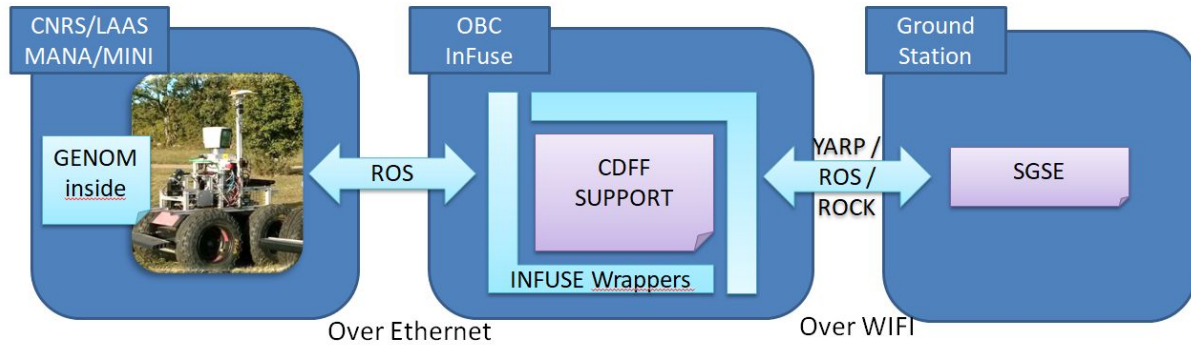 CNRS/LAAS
MANA/MINI
GENOM
inside
ROS
Over Ethernet
OBC
InFuse
CDFF
SUPPORT
INFUSE Wrappers
YARP /
ROS /
ROCK
Over WIFI
Ground
Station
SGSE